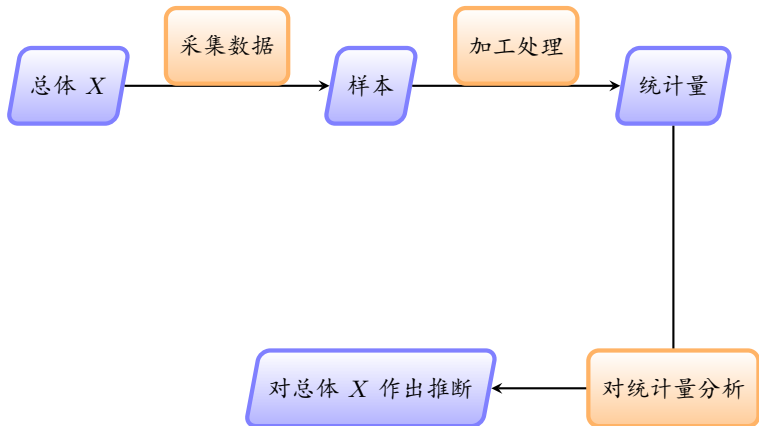 采集数据
加工处理
总体 X
样本
统计量
对总体 X 作出推断
对统计量分析